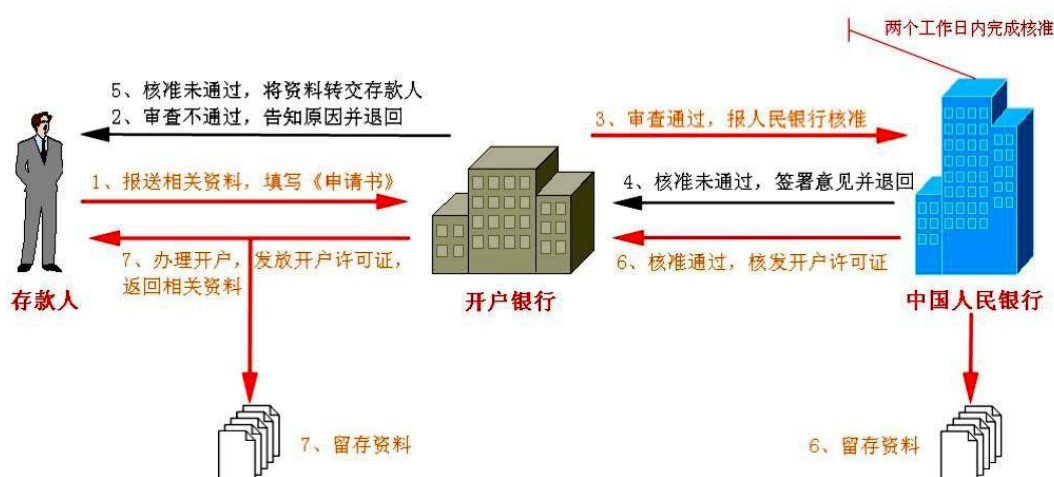 两个工作日内完成核准
5、核准未通过，将资料转交存款人
2、审查不通过，告知原因并退回
3、审查通过，报人民银行核准
1、报送相关资料，填写《申请书》
4、核准未通过，签署意见并退回
7、办理开户，发放开户许可证，
返回相关资料
6、核准通过，核发开户许可证
存款人
开户银行
中国人民银行
7、留存资料
6、留存资料